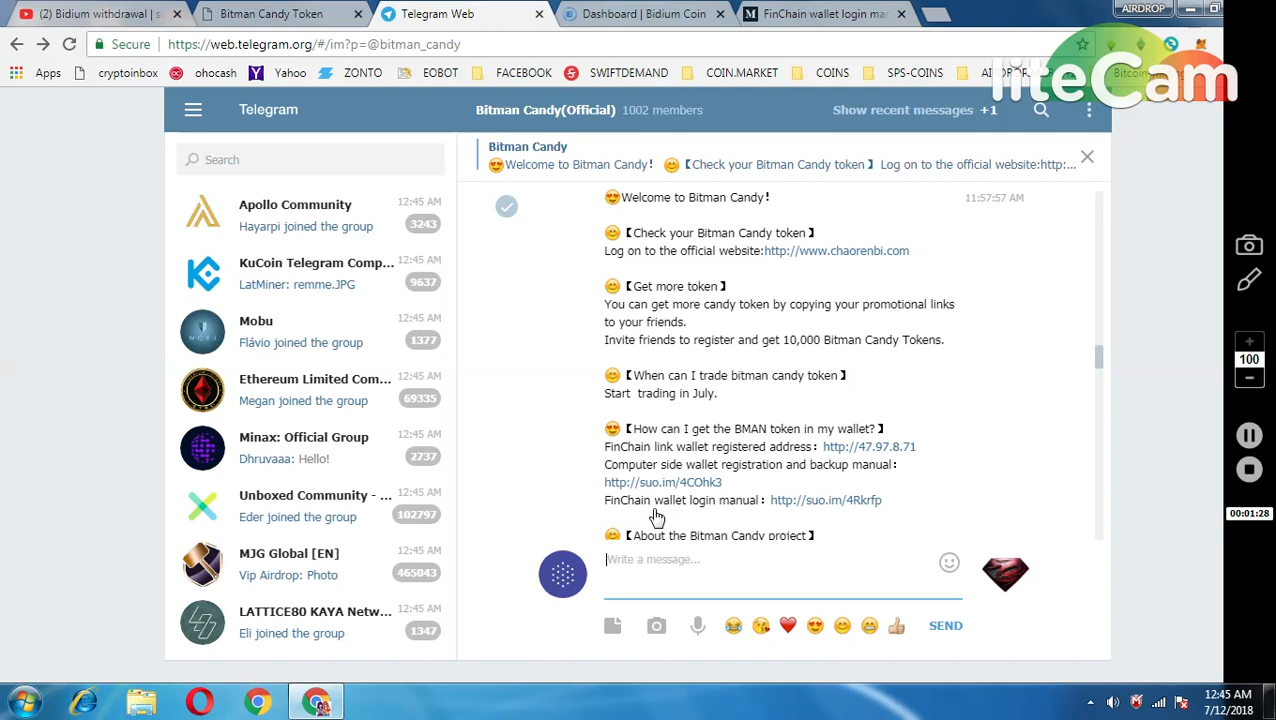 (2) Bidium withdrawal | s
Bitman Candy Token
Telegram Web
Dashboard | Bidium Coin
FinChain wallet login ma
AIRDROP
Secure
https://web.telegram.org/#/im?p=@bitman_candy
Apps
cryptoinbox
ohocash
Yahoo
ZONTO
EOBOT
FACEBOOK
SWIFTDEMAND
COIN.MARKET
COINS
SPS-COINS
liteCam
Telegram
Bitman Candy(Official) 1002 members
Show recent messages +1
Search
Bitman Candy
😍Welcome to Bitman Candy! 😊【Check your Bitman Candy token】 Log on to the official website:http:...
Apollo Community 12:45 AM
Hayarpi joined the group 3243
KuCoin Telegram Comp... 12:45 AM
LatMiner: remme.JPG 9637
Mobu 12:45 AM
Flávio joined the group 1377
Ethereum Limited Com... 12:45 AM
Megan joined the group 69335
Minax: Official Group 12:45 AM
Dhruvaaa: Hello! 2737
Unboxed Community - ... 12:45 AM
Eder joined the group 102797
MJG Global [EN] 12:45 AM
Vip Airdrop: Photo 465043
LATTICE80 KAYA Netw... 12:45 AM
Eli joined the group 1347
😍Welcome to Bitman Candy! 11:57:57 AM
😊【Check your Bitman Candy token】
Log on to the official website:http://www.chaorenbi.com
😊【Get more token】
You can get more candy token by copying your promotional links
to your friends.
Invite friends to register and get 10,000 Bitman Candy Tokens.
😊【When can I trade bitman candy token】
Start trading in July.
😍【How can I get the BMAN token in my wallet?】
FinChain link wallet registered address: http://47.97.8.71
Computer side wallet registration and backup manual:
http://suo.im/4COhk3
FinChain wallet login manual: http://suo.im/4Rkrfp
😊【About the Bitman Candy project】
Write a message...
SEND
100
00:01:28
12:45 AM
7/12/2018